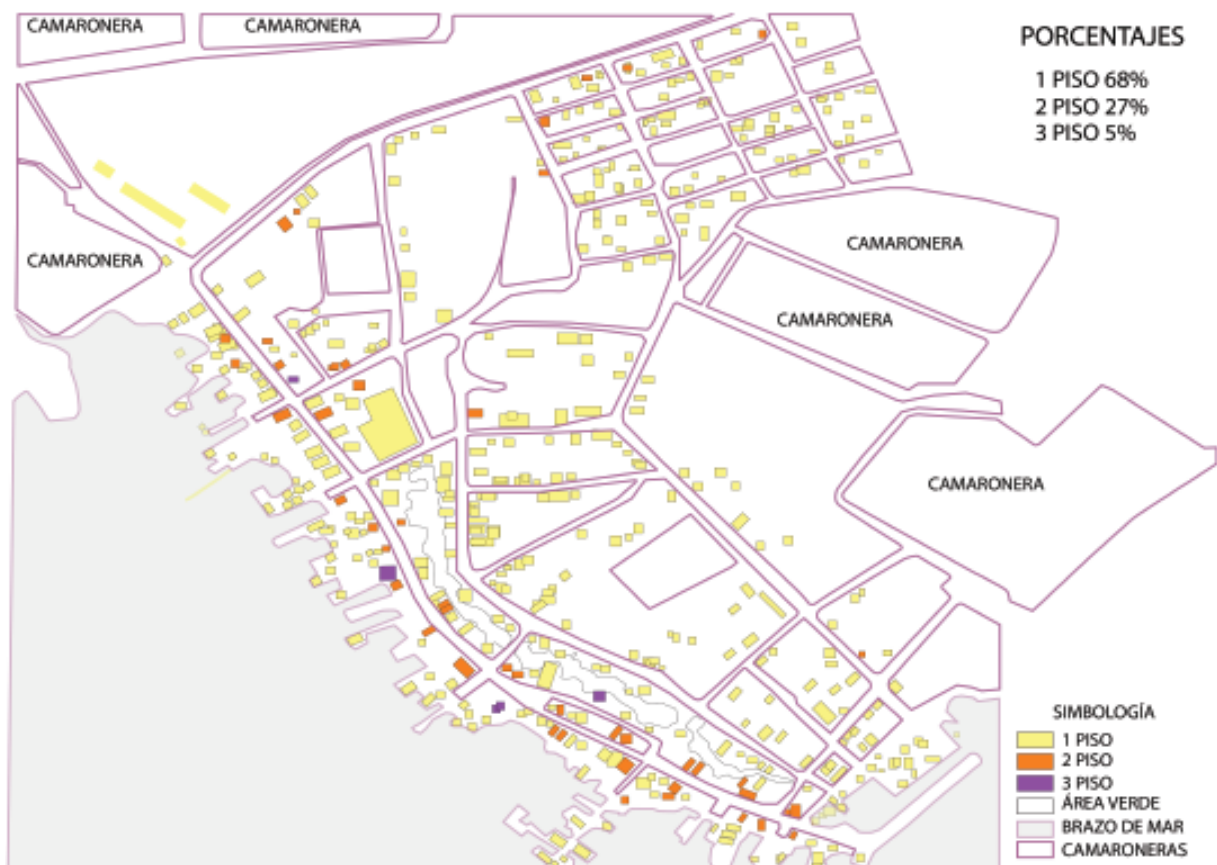 CAMARONERA
CAMARONERA
PORCENTAJES
1 PISO 68%
2 PISO 27%
3 PISO 5%
CAMARONERA
CAMARONERA
CAMARONERA
CAMARONERA
SIMBOLOGÍA
1 PISO
2 PISO
3 PISO
ÁREA VERDE
BRAZO DE MAR
CAMARONERAS